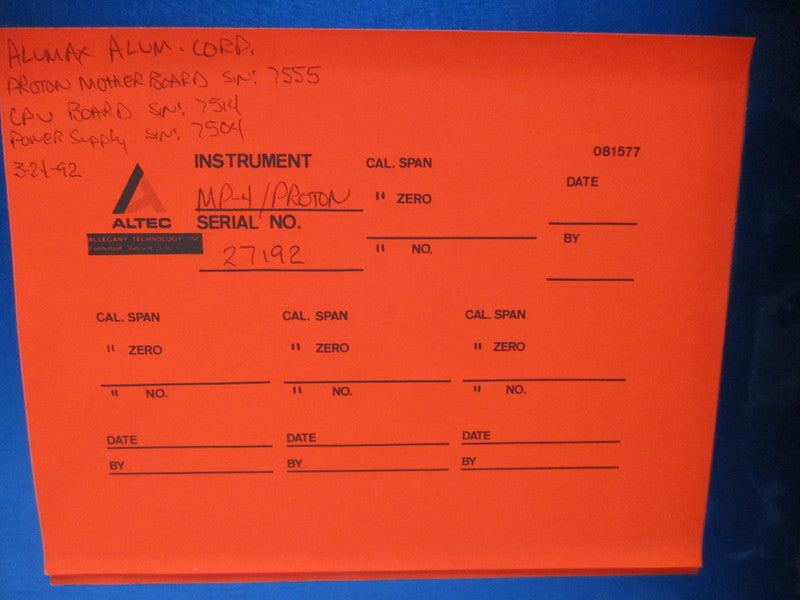 ALUMAX ALUM. CORP.
PROTON MOTHERBOARD S/N: 7555
CPU BOARD S/N: 7514
POWER SUPPLY S/N: 7504
3-21-92
081577
INSTRUMENT
MP-4/PROTON
SERIAL NO.
27192
ALTEC
ALLEGANY TECHNOLOGY, INC
Cumberland,
CAL. SPAN
" ZERO
" NO.
DATE
BY
CAL. SPAN
" ZERO
" NO.
DATE
BY
CAL. SPAN
" ZERO
" NO.
DATE
BY
CAL. SPAN
" ZERO
" NO.
DATE
BY